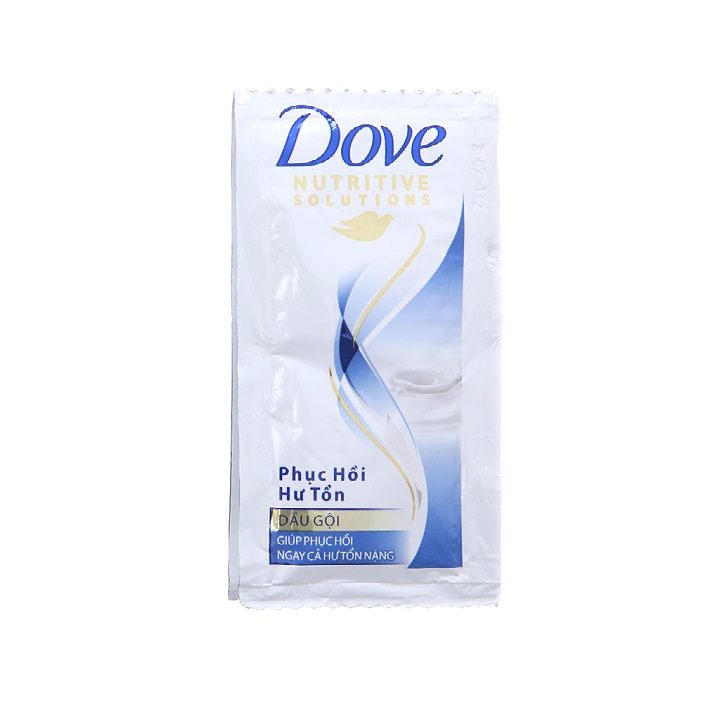 Dove
NUTRITIVE
SOLUTIONS
Phục Hồi
Hư Tổn
DẦU GỘI
GIÚP PHỤC HỒI
NGAY CẢ HƯ TỔN NẶNG